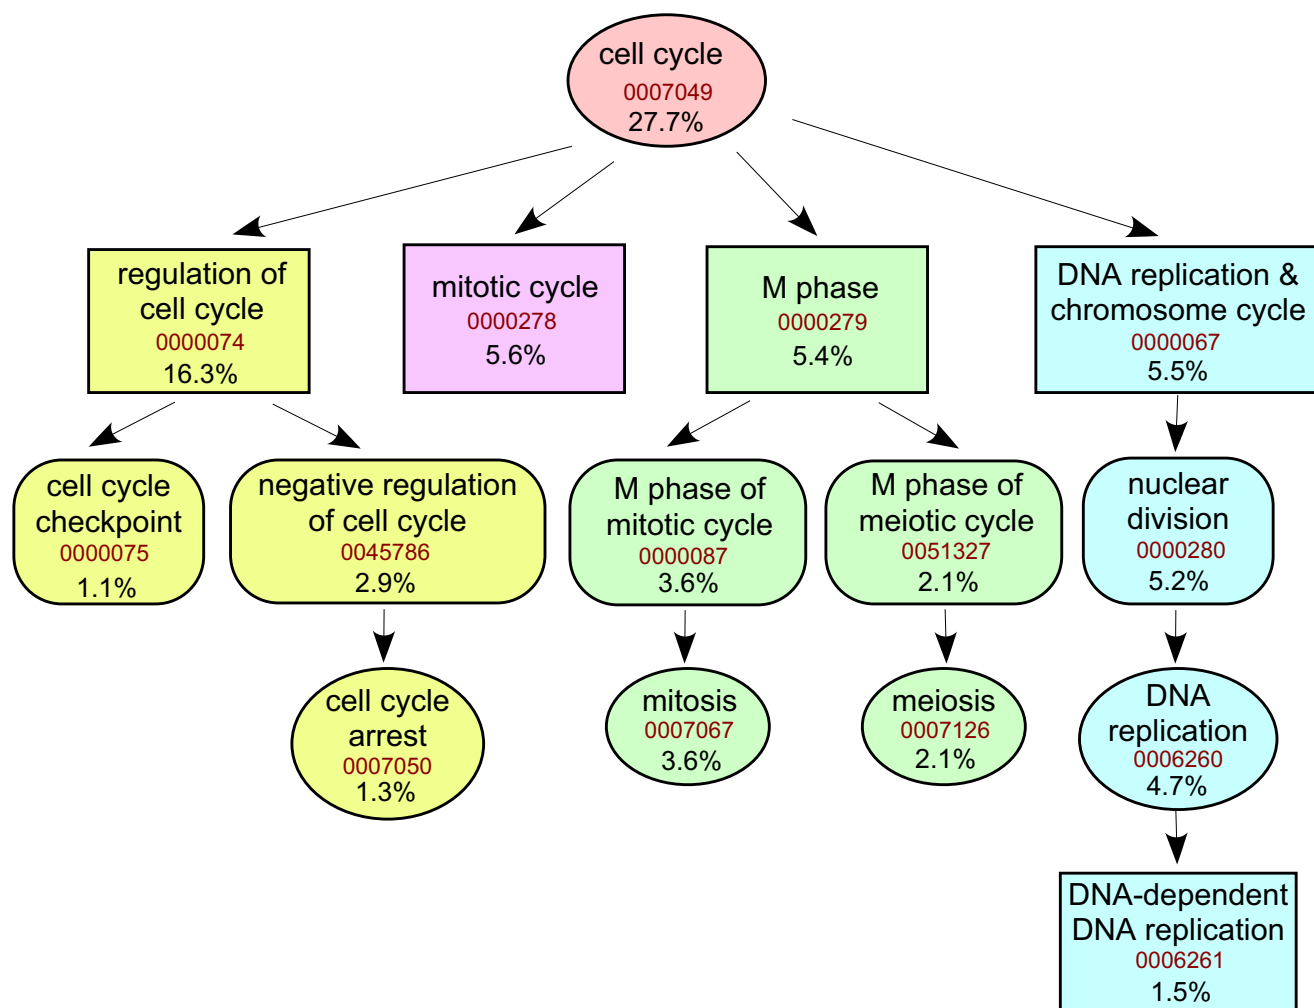 cell cycle
0007049
27.7%
regulation of
cell cycle
0000074
16.3%
mitotic cycle
0000278
5.6%
M phase
0000279
5.4%
DNA replication &
chromosome cycle
0000067
5.5%
cell cycle
checkpoint
0000075
1.1%
negative regulation
of cell cycle
0045786
2.9%
M phase of
mitotic cycle
0000087
3.6%
M phase of
meiotic cycle
0051327
2.1%
nuclear
division
0000280
5.2%
cell cycle
arrest
0007050
1.3%
mitosis
0007067
3.6%
meiosis
0007126
2.1%
DNA
replication
0006260
4.7%
DNA-dependent
DNA replication
0006261
1.5%